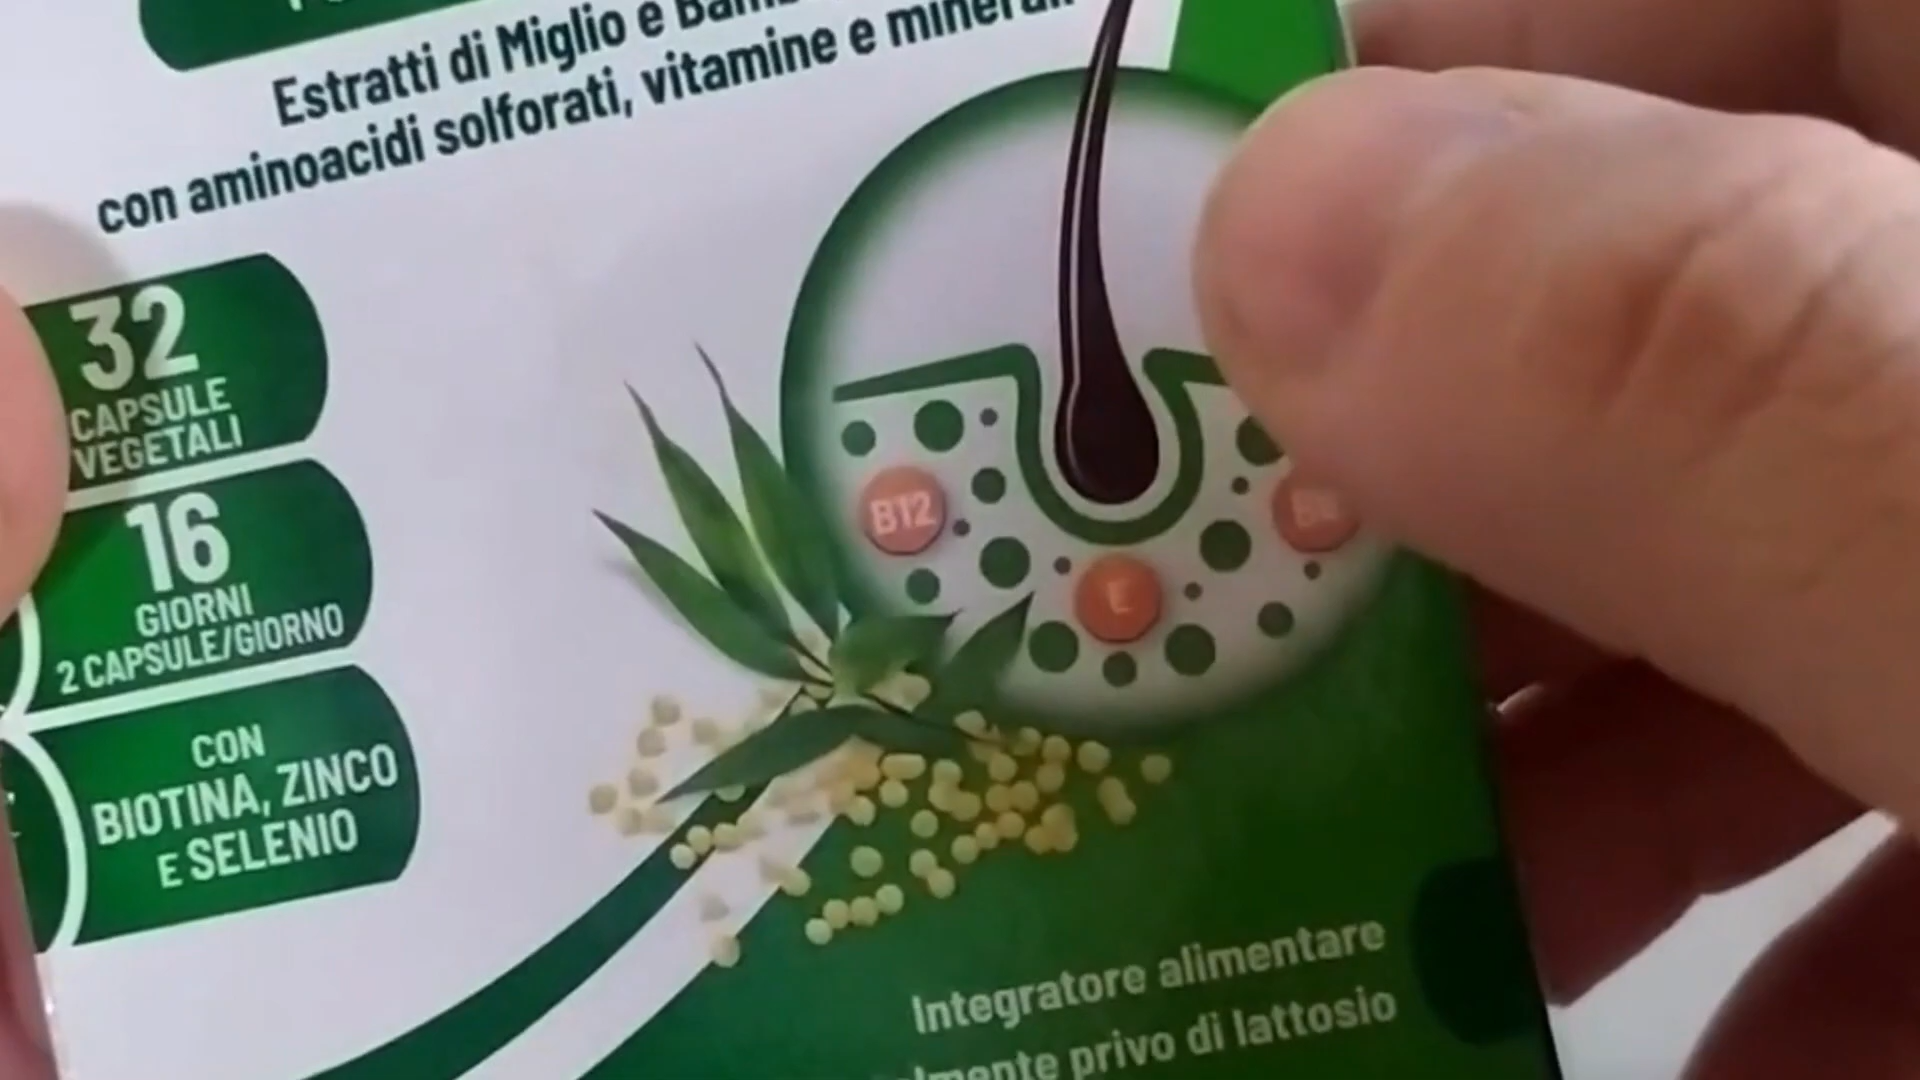 Estratti di Miglio e
con aminoacidi solforati, vitamine e minerali
32
CAPSULE
VEGETALI
16
GIORNI
2 CAPSULE/GIORNO
CON
BIOTINA, ZINCO
E SELENIO
B12
E
Integratore alimentare
privo di lattosio